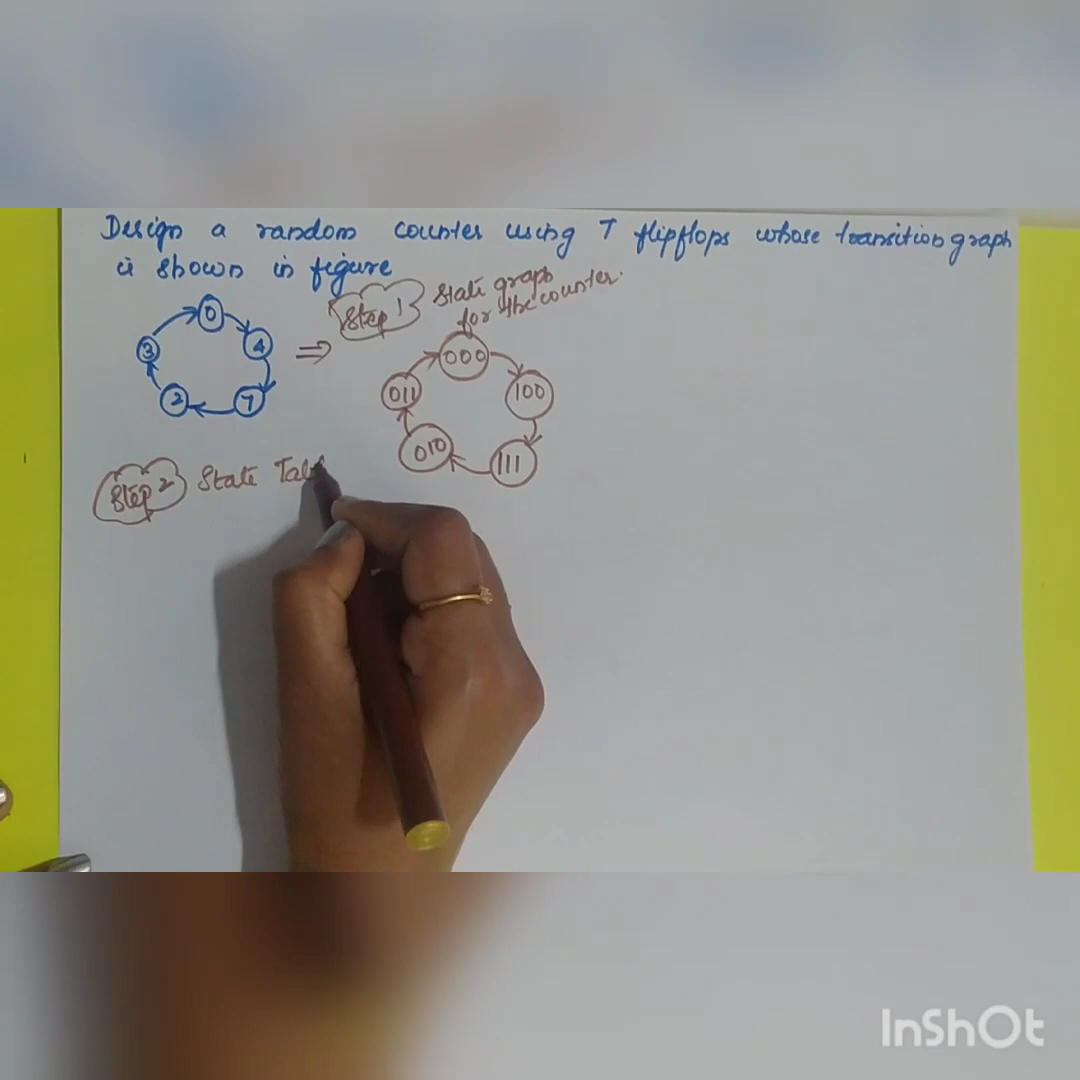 Design a random counter using T flipflops whose transition graph
is shown in figure
Step 1 State graph
for the counter.
0
3
4
2
7
000
011
100
010
111
Step 2 State Tab
InShOt